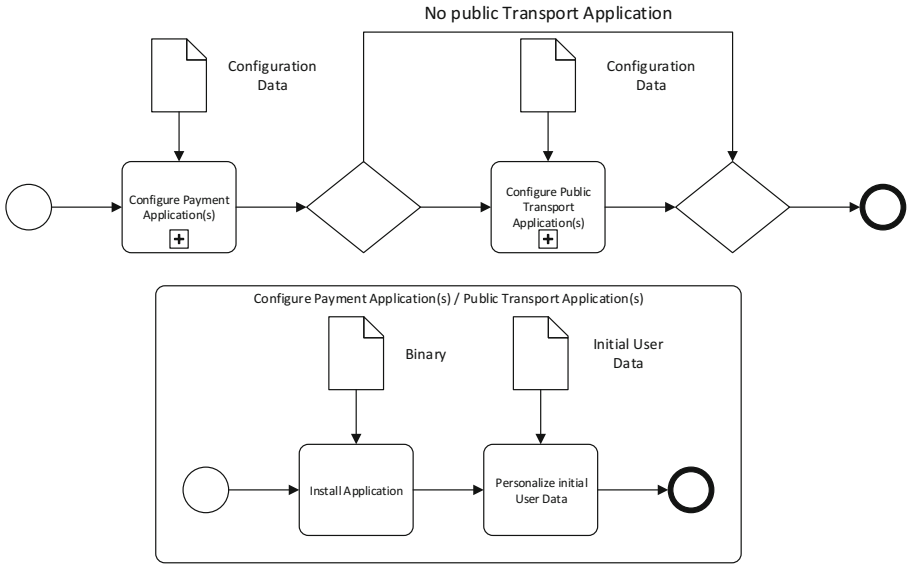 No public Transport Application
Configuration
Data
Configuration
Data
Configure Payment
Application(s)
Configure Public
Transport
Application(s)
Configure Payment Application(s) / Public Transport Application(s)
Binary
Initial User
Data
Install Application
Personalize initial
User Data